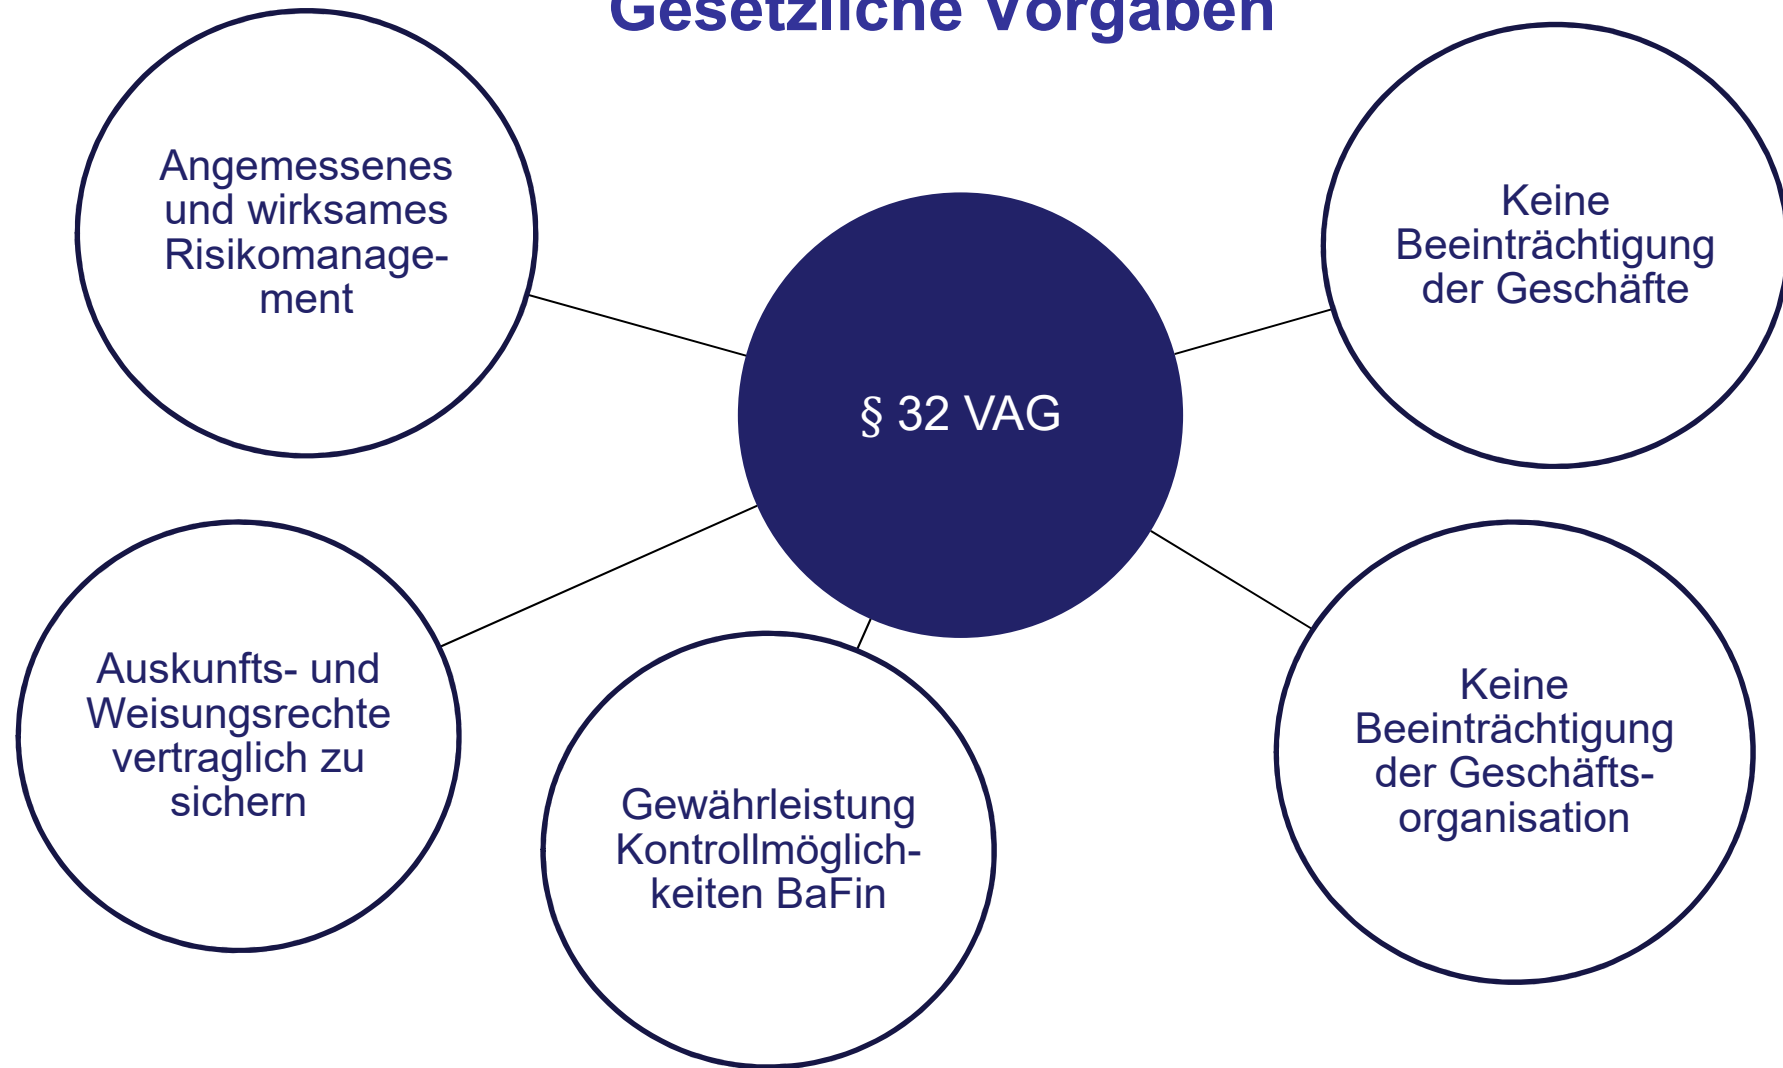 Gesetzliche Vorgaben
Angemessenes
und wirksames
Risikomanage-
ment
Keine
Beeinträchtigung
der Geschäfte
§ 32 VAG
Auskunfts- und
Weisungsrechte
vertraglich zu
sichern
Gewährleistung
Kontrollmöglich-
keiten BaFin
Keine
Beeinträchtigung
der Geschäfts-
organisation